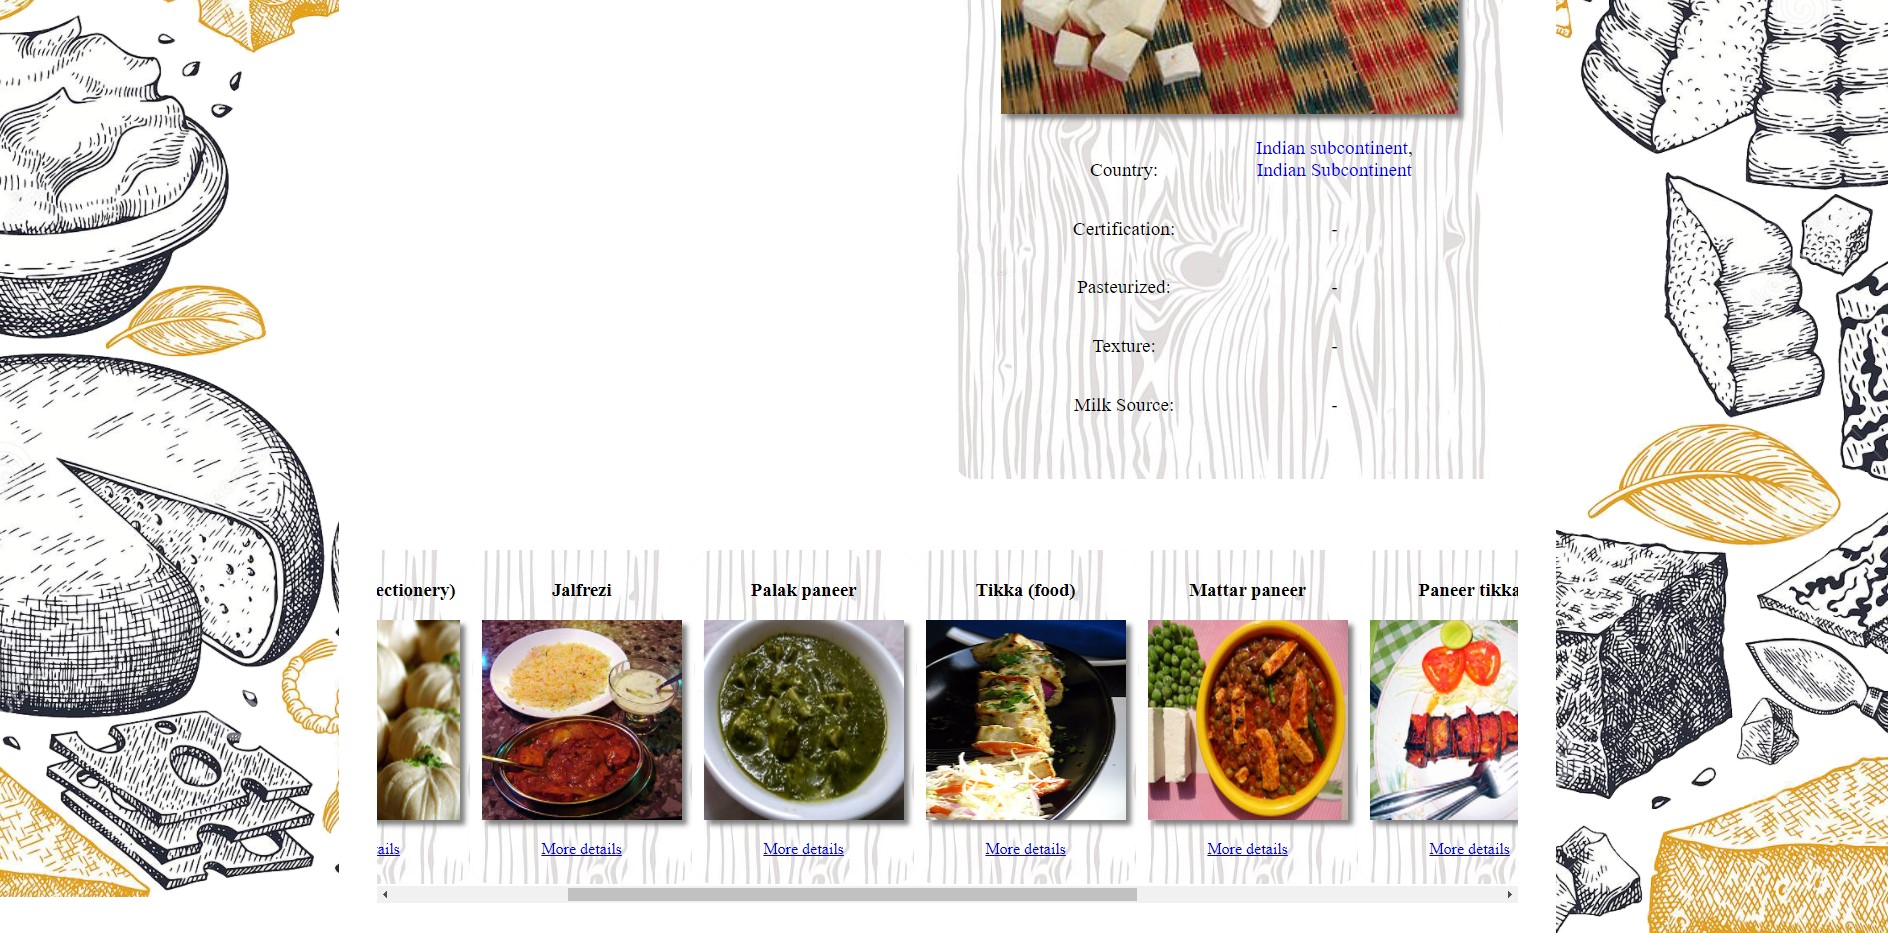 Country:
Indian subcontinent,
Indian Subcontinent
Certification:
-
Pasteurized:
-
Texture:
-
Milk Source:
-
ectionery)
Jalfrezi
Palak paneer
Tikka (food)
Mattar paneer
Paneer tikka
ails
More details
More details
More details
More details
More details